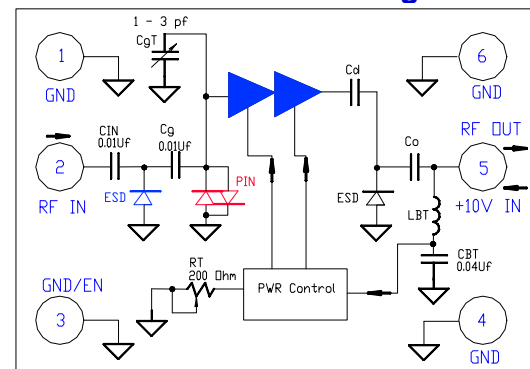 1 - 3 pf
CgT
1
GND
6
GND
Cd
CIN
0.01Uf
Cg
0.01Uf
RF OUT
Co
2
RF IN
ESD
PIN
ESD
5
+10V IN
LBT
CBT
0.04Uf
RT
200 Ohm
PWR Control
GND/EN
3
4
GND